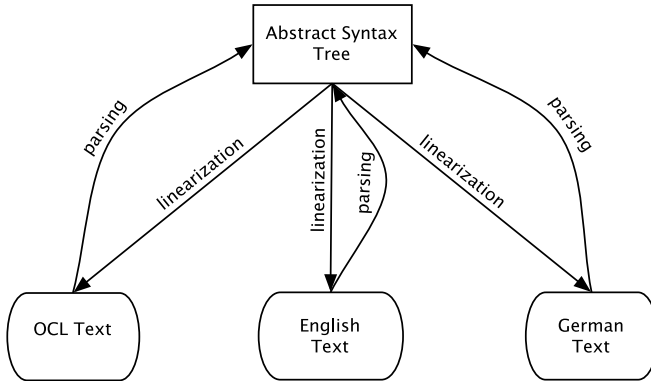 Abstract Syntax
Tree
parsing
linearization
linearization
parsing
linearization
parsing
OCL Text
English
Text
German
Text